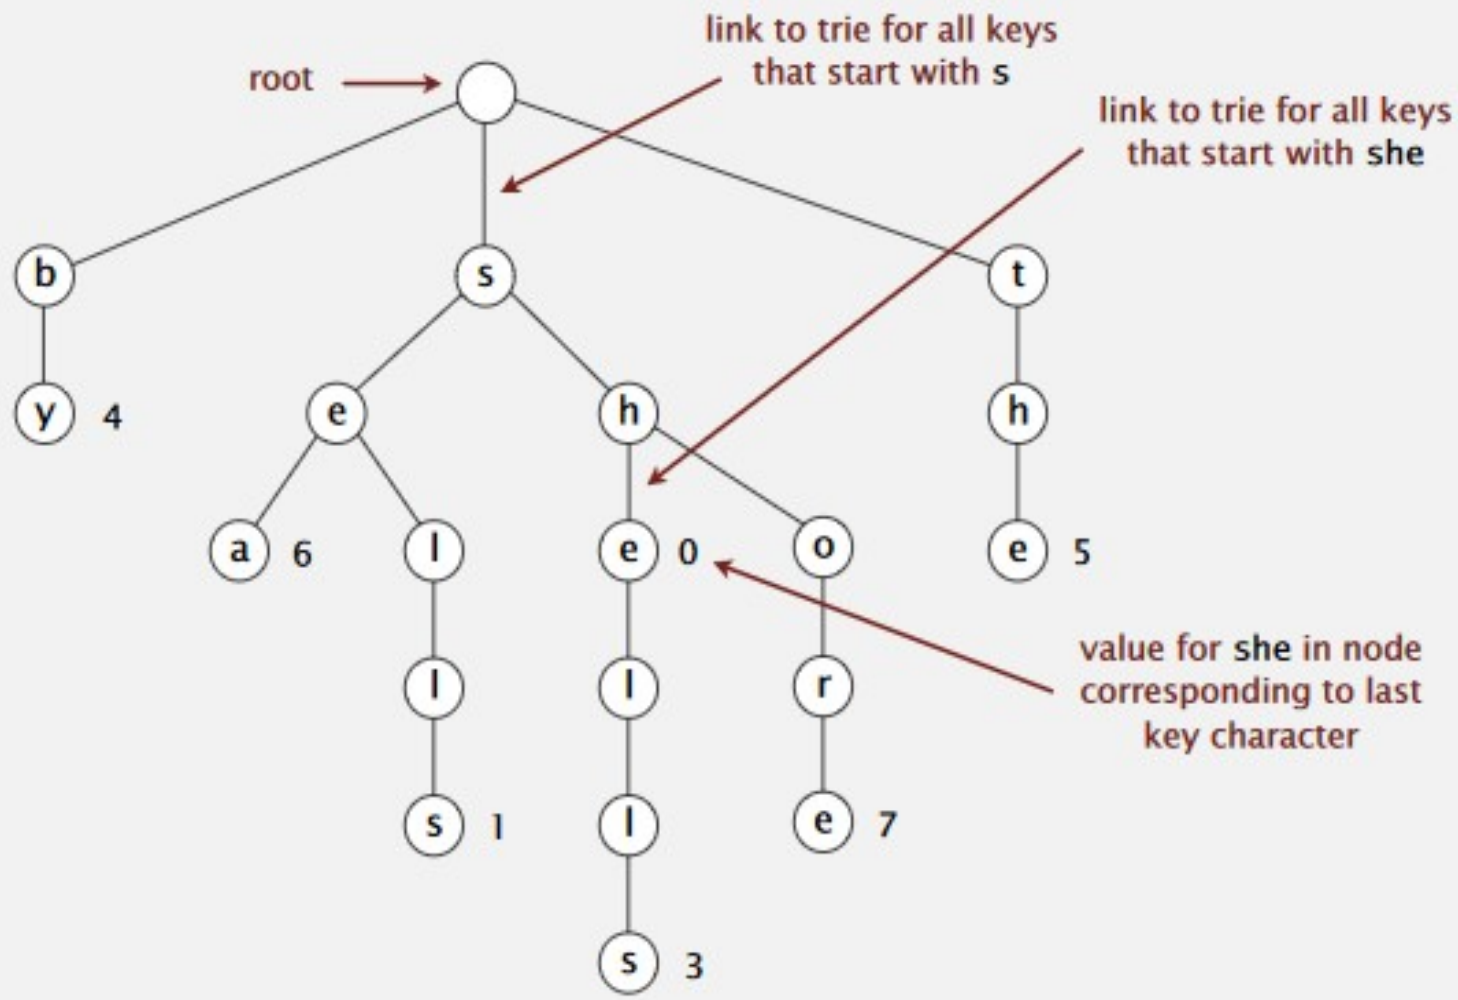 link to trie for all keys
that start with s
root
link to trie for all keys
that start with she
b
s
t
y 4
e
h
h
a 6
l
e 0
o
e 5
value for she in node
corresponding to last
key character
l
l
r
s 1
l
e 7
s 3